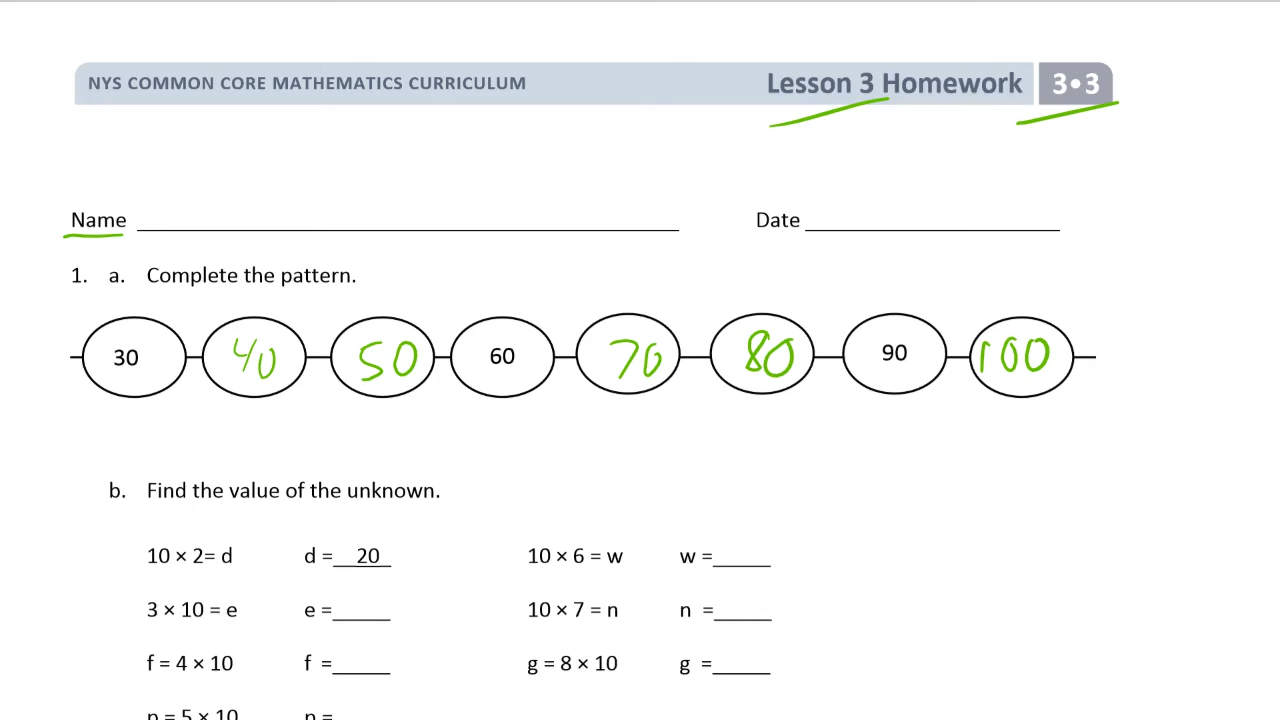 NYS COMMON CORE MATHEMATICS CURRICULUM Lesson 3 Homework 3•3
Name Date
1. a. Complete the pattern.
30 40 50 60 70 80 90 100
b. Find the value of the unknown.
10 × 2= d d = 20 10 × 6 = w w =
3 × 10 = e e = 10 × 7 = n n =
f = 4 × 10 f = g = 8 × 10 g =
p = 5 × 10 p =